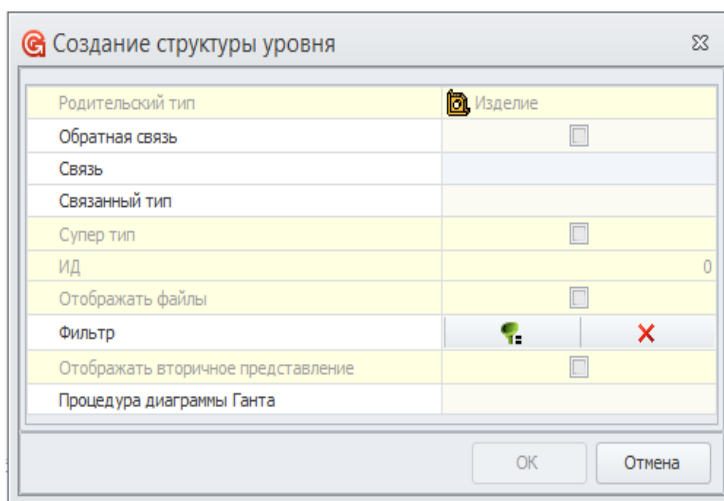 Создание структуры уровня
Родительский тип Изделие
Обратная связь
Связь
Связанный тип
Супер тип
ИД 0
Отображать файлы
Фильтр
Отображать вторичное представление
Процедура диаграммы Ганта
ОК Отмена